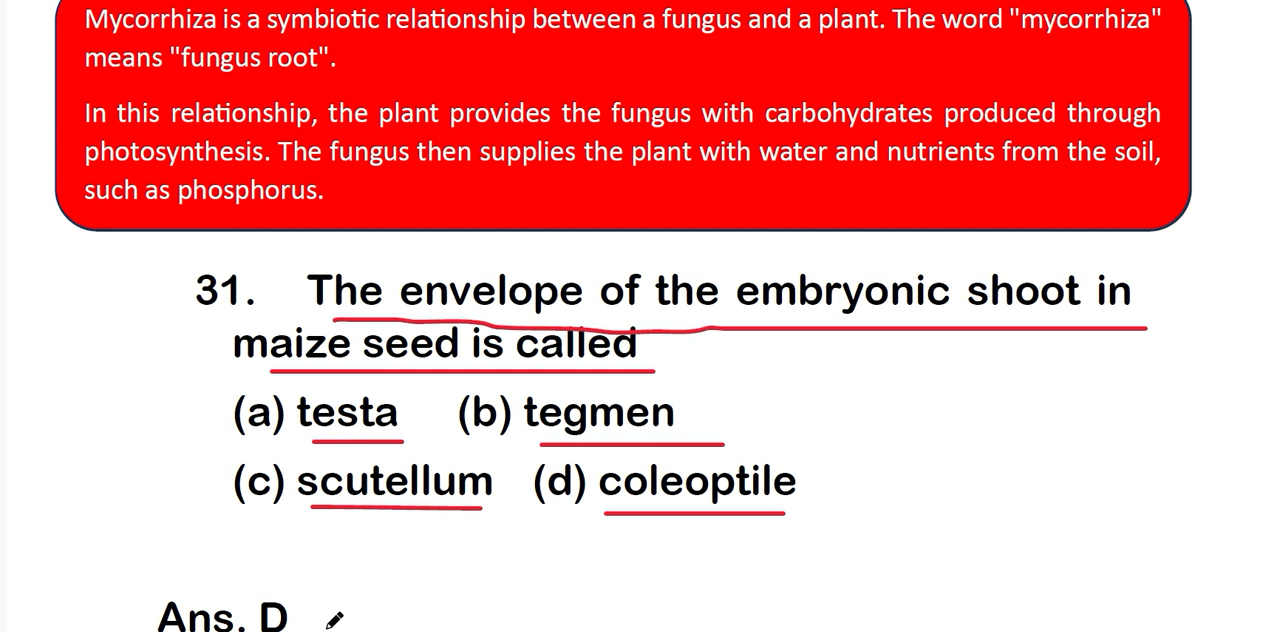 Mycorrhiza is a symbiotic relationship between a fungus and a plant. The word "mycorrhiza"
means "fungus root".
In this relationship, the plant provides the fungus with carbohydrates produced through
photosynthesis. The fungus then supplies the plant with water and nutrients from the soil,
such as phosphorus.
31. The envelope of the embryonic shoot in
maize seed is called
(a) testa (b) tegmen
(c) scutellum (d) coleoptile
Ans. D